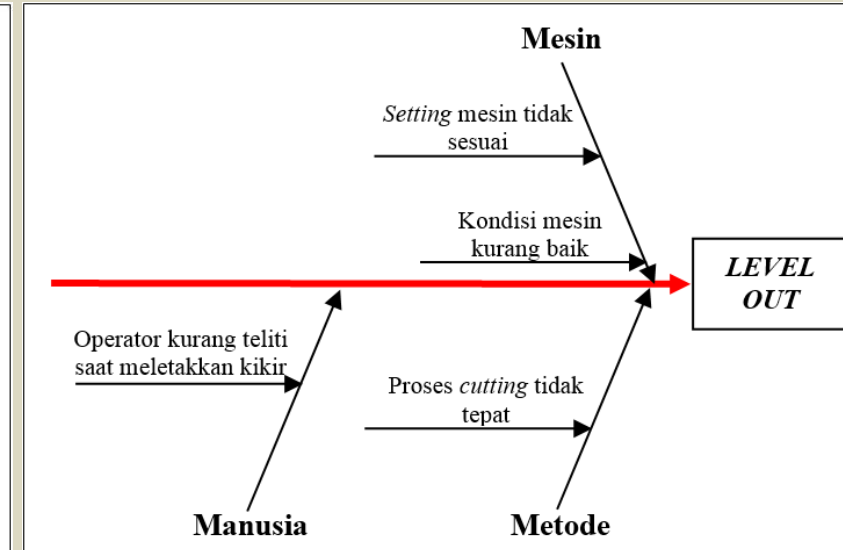 Mesin
Setting mesin tidak
sesuai
Kondisi mesin
kurang baik
LEVEL
OUT
Operator kurang teliti
saat meletakkan kikir
Proses cutting tidak
tepat
Manusia
Metode